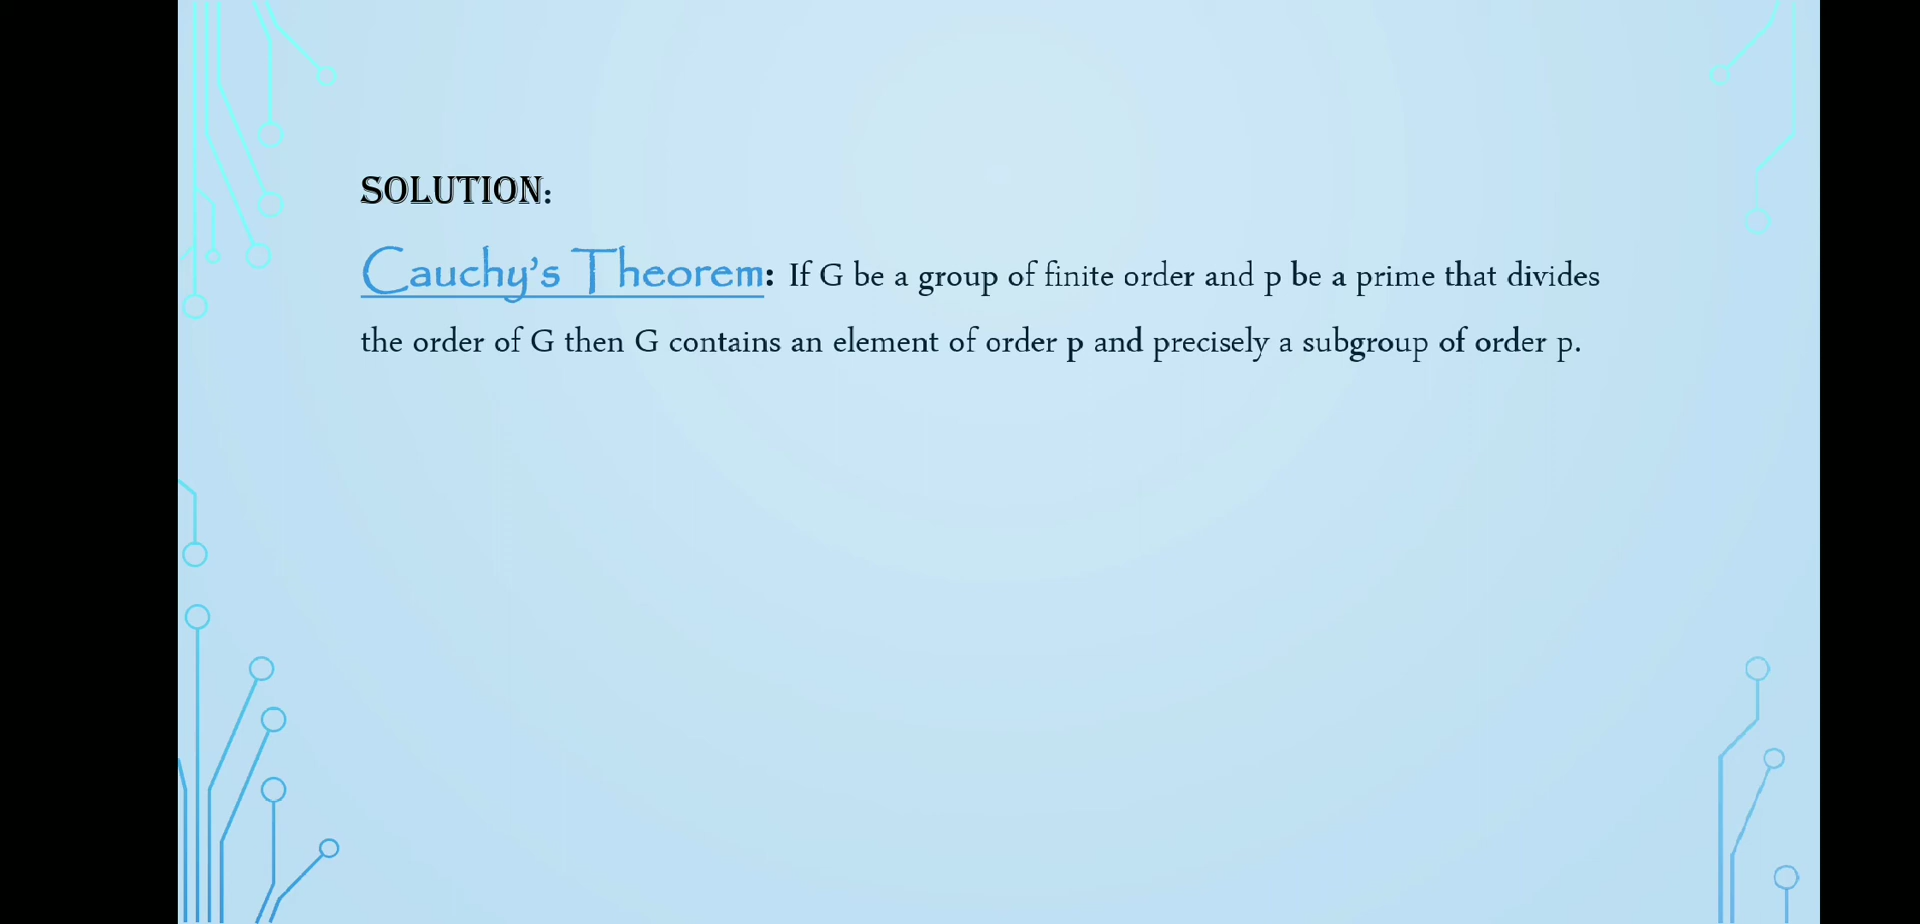 SOLUTION:
Cauchy's Theorem: If G be a group of finite order and p be a prime that divides
the order of G then G contains an element of order p and precisely a subgroup of order p.